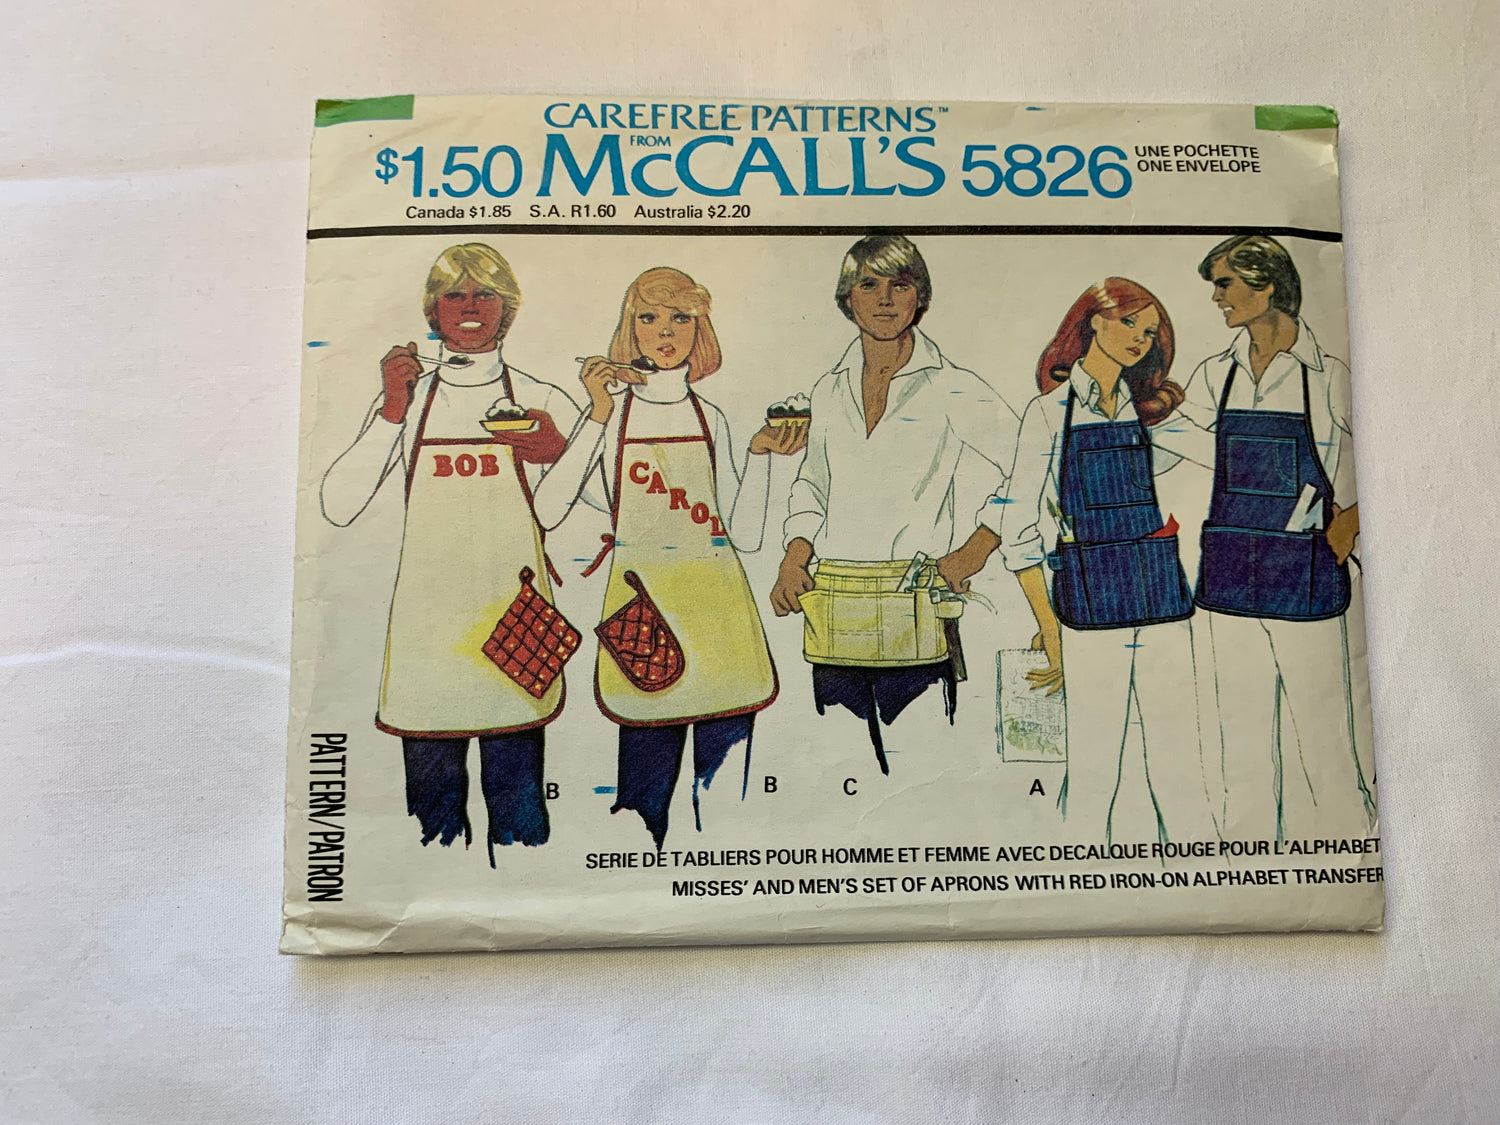 CAREFREE PATTERNS™
$1.50 FROM McCALL'S 5826 UNE POCHETTE
ONE ENVELOPE
Canada $1.85 S.A. R1.60 Australia $2.20
BOB
CAROL
B
B
C
A
PATTERN/PATRON
SERIE DE TABLIERS POUR HOMME ET FEMME AVEC DECALQUE ROUGE POUR L'ALPHABET
MISSES' AND MEN'S SET OF APRONS WITH RED IRON-ON ALPHABET TRANSFER